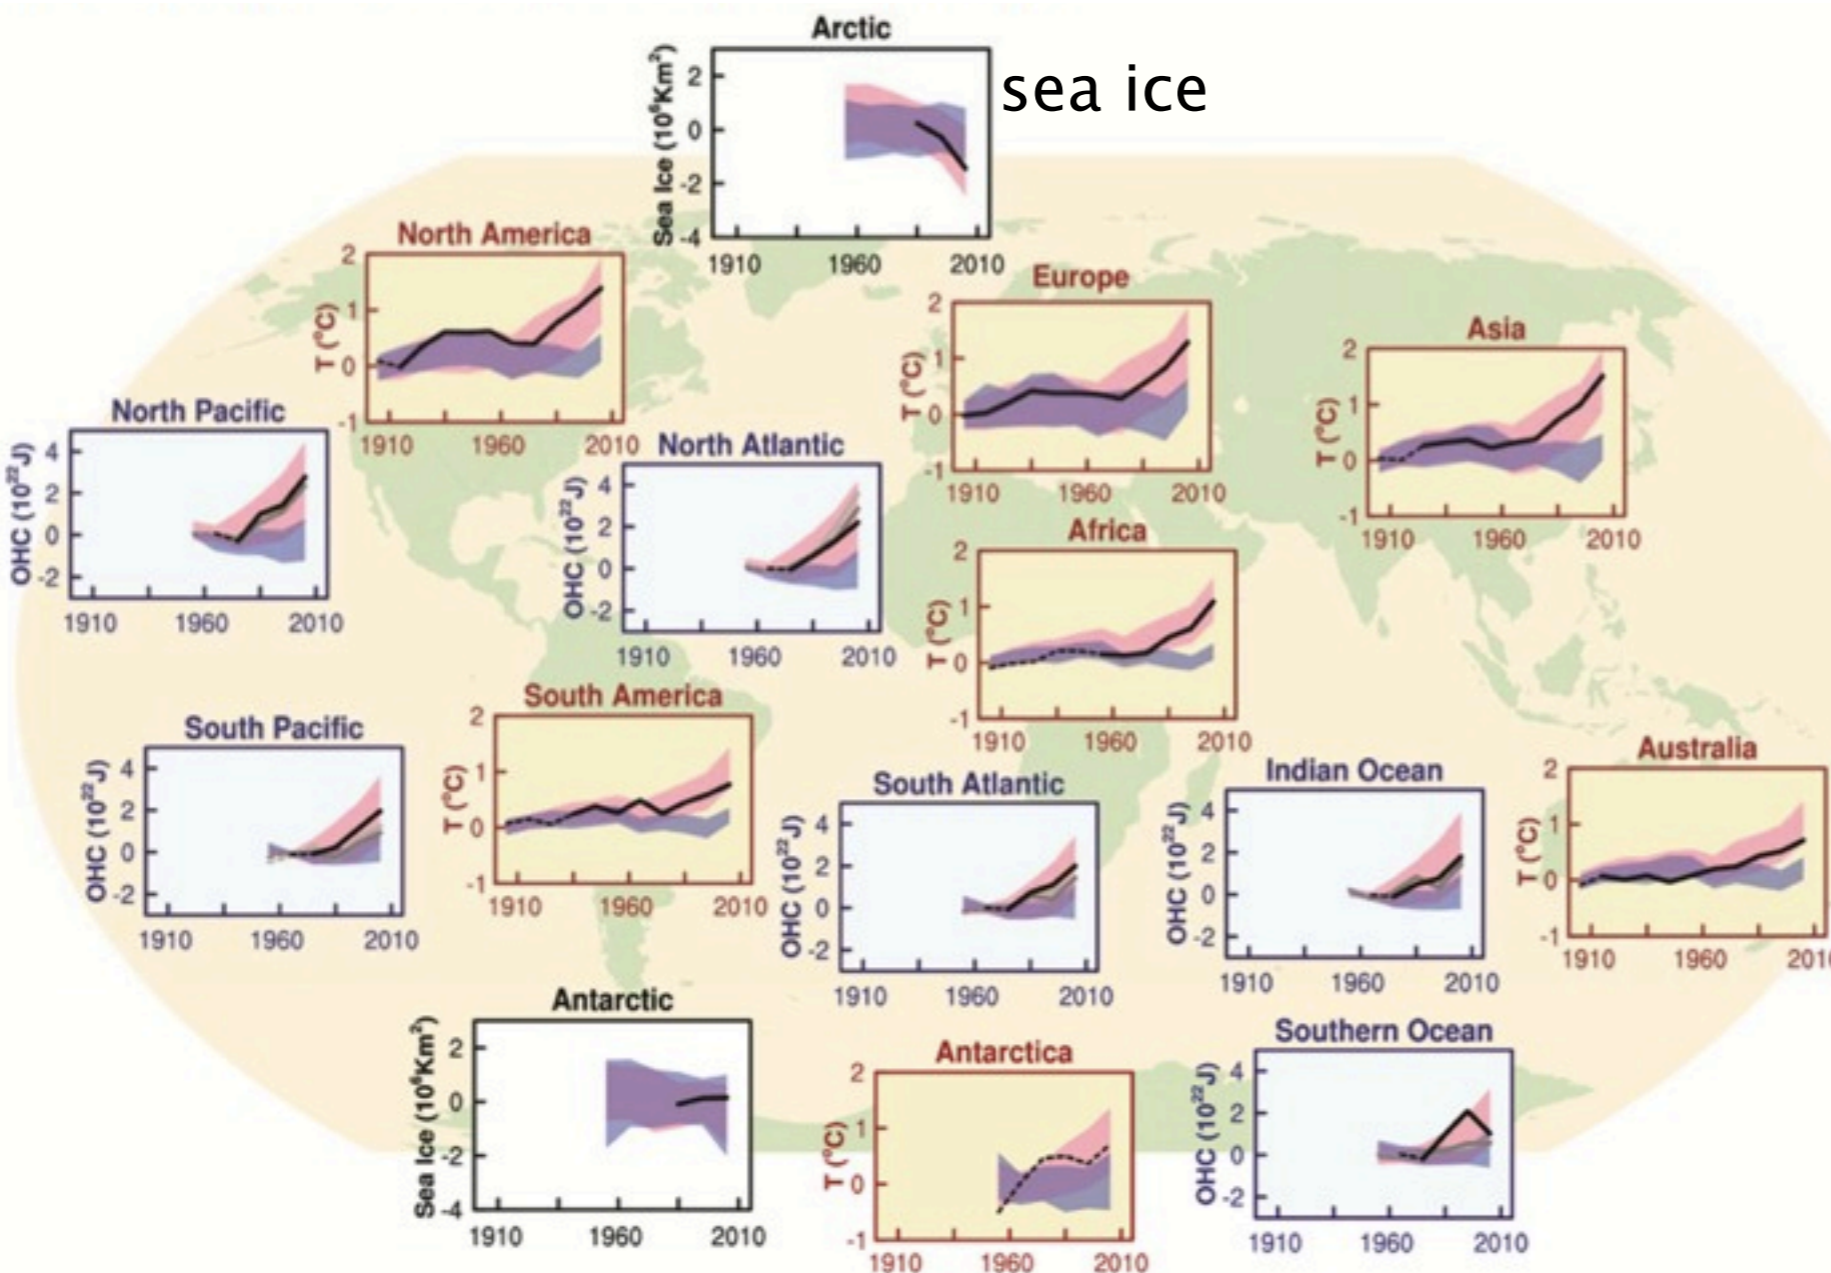 Arctic
sea ice
Sea Ice (10⁶Km²)
2
0
-2
-4
1910 1960 2010
North America
T (°C)
2
1
0
-1
1910 1960 2010
Europe
T (°C)
2
1
0
-1
1910 1960 2010
Asia
T (°C)
2
1
0
-1
1910 1960 2010
North Pacific
OHC (10²²J)
4
2
0
-2
1910 1960 2010
North Atlantic
OHC (10²²J)
4
2
0
-2
1910 1960 2010
Africa
T (°C)
2
1
0
-1
1910 1960 2010
South Pacific
OHC (10²²J)
4
2
0
-2
1910 1960 2010
South America
T (°C)
2
1
0
-1
1910 1960 2010
South Atlantic
OHC (10²²J)
4
2
0
-2
1910 1960 2010
Indian Ocean
OHC (10²²J)
4
2
0
-2
1910 1960 2010
Australia
T (°C)
2
1
0
-1
1910 1960 201
Antarctic
Sea Ice (10⁶Km²)
2
0
-2
-4
1910 1960 2010
Antarctica
T (°C)
2
1
0
-1
1910 1960 2010
Southern Ocean
OHC (10²²J)
4
2
0
-2
1910 1960 2010